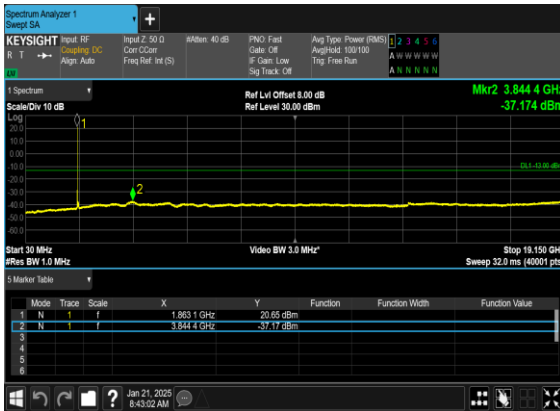 Spectrum Analyzer 1
Swept SA
KEYSIGHT
R T
LW
Input: RF
Coupling: DC
Align: Auto
Input Z: 50 Ω
Corr CCorr
Freq Ref: Int (S)
#Atten: 40 dB
PNO: Fast
Gate: Off
IF Gain: Low
Sig Track: Off
Avg Type: Power (RMS)
Avg|Hold: 100/100
Trig: Free Run
1 2 3 4 5 6
A W W W W W
A N N N N N
1 Spectrum
Scale/Div 10 dB
Ref Lvl Offset 8.00 dB
Ref Level 30.00 dBm
Mkr2 3.844 4 GHz
-37.174 dBm
Log
20.0
10.0
0.00
-10.0
-20.0
-30.0
-40.0
-50.0
-60.0
1
2
DL1 -13.00 dBm
Start 30 MHz
#Res BW 1.0 MHz
Video BW 3.0 MHz*
Stop 19.150 GHz
Sweep 32.0 ms (40001 pts)
5 Marker Table
Mode Trace Scale X Y Function Function Width Function Value
1 N 1 f 1.863 1 GHz 20.65 dBm
2 N 1 f 3.844 4 GHz -37.17 dBm
3
4
5
6
?
Jan 21, 2025
8:43:02 AM